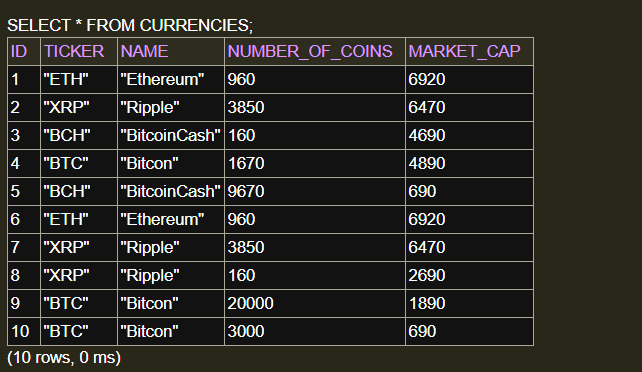 SELECT * FROM CURRENCIES;
ID TICKER NAME NUMBER_OF_COINS MARKET_CAP
1 "ETH" "Ethereum" 960 6920
2 "XRP" "Ripple" 3850 6470
3 "BCH" "BitcoinCash" 160 4690
4 "BTC" "Bitcon" 1670 4890
5 "BCH" "BitcoinCash" 9670 690
6 "ETH" "Ethereum" 960 6920
7 "XRP" "Ripple" 3850 6470
8 "XRP" "Ripple" 160 2690
9 "BTC" "Bitcon" 20000 1890
10 "BTC" "Bitcon" 3000 690
(10 rows, 0 ms)